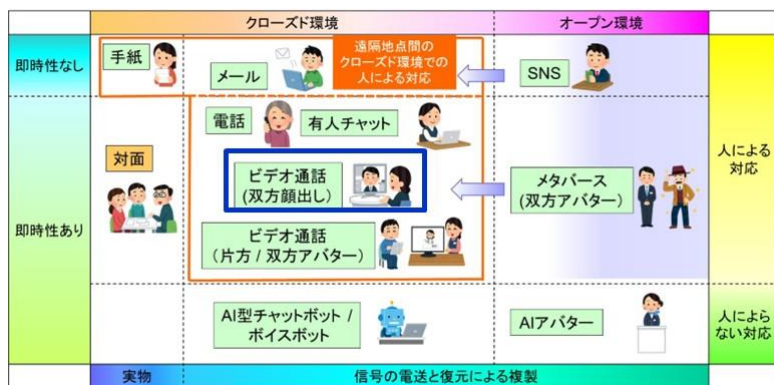 クローズド環境
オープン環境
即時性なし
手紙
メール
遠隔地点間の
クローズド環境での
人による対応
SNS
電話
有人チャット
対面
ビデオ通話
(双方顔出し)
メタバース
(双方アバター)
人による
対応
即時性あり
ビデオ通話
(片方 / 双方アバター)
AI型チャットボット /
ボイスボット
AIアバター
人によら
ない対応
実物
信号の電送と復元による複製